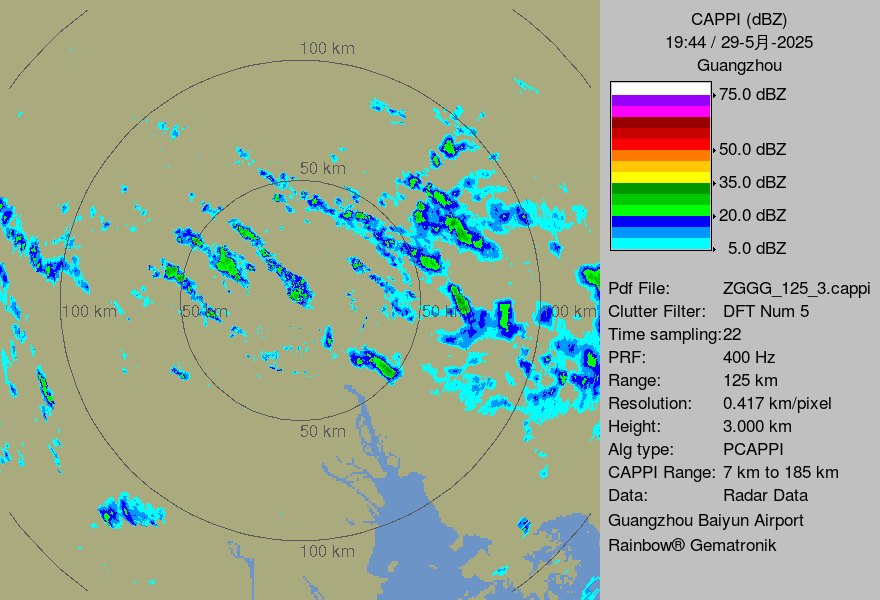 100 km
50 km
100 km
50 km
50 km
100 km
50 km
100 km
CAPPI (dBZ)
19:44 / 29-5月-2025
Guangzhou
75.0 dBZ
50.0 dBZ
35.0 dBZ
20.0 dBZ
5.0 dBZ
Pdf File: ZGGG_125_3.cappi
Clutter Filter: DFT Num 5
Time sampling:22
PRF: 400 Hz
Range: 125 km
Resolution: 0.417 km/pixel
Height: 3.000 km
Alg type: PCAPPI
CAPPI Range: 7 km to 185 km
Data: Radar Data
Guangzhou Baiyun Airport
Rainbow® Gematronik